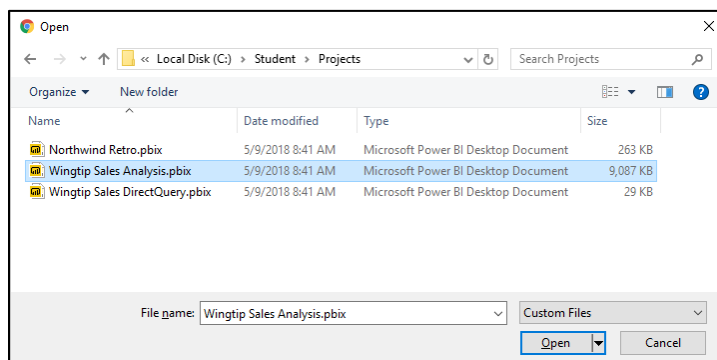 Open
« Local Disk (C:) › Student › Projects Search Projects
Organize New folder
Name Date modified Type Size
Northwind Retro.pbix 5/9/2018 8:41 AM Microsoft Power BI Desktop Document 263 KB
Wingtip Sales Analysis.pbix 5/9/2018 8:41 AM Microsoft Power BI Desktop Document 9,087 KB
Wingtip Sales DirectQuery.pbix 5/9/2018 8:41 AM Microsoft Power BI Desktop Document 29 KB
File name: Wingtip Sales Analysis.pbix Custom Files
Open Cancel